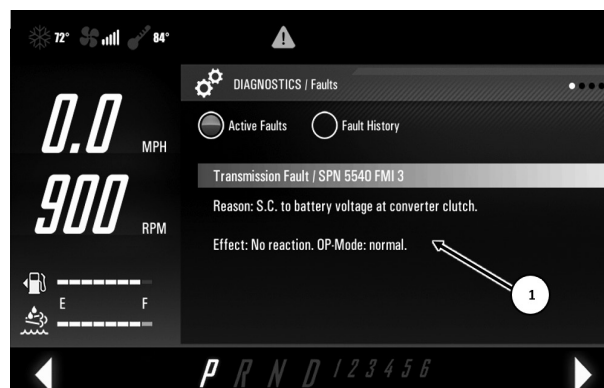 72° 84°
DIAGNOSTICS / Faults
Active Faults Fault History
0.0 MPH
Transmission Fault / SPN 5540 FMI 3
900 RPM
Reason: S.C. to battery voltage at converter clutch.
Effect: No reaction. OP-Mode: normal.
1
E F
P R N D 1 2 3 4 5 6